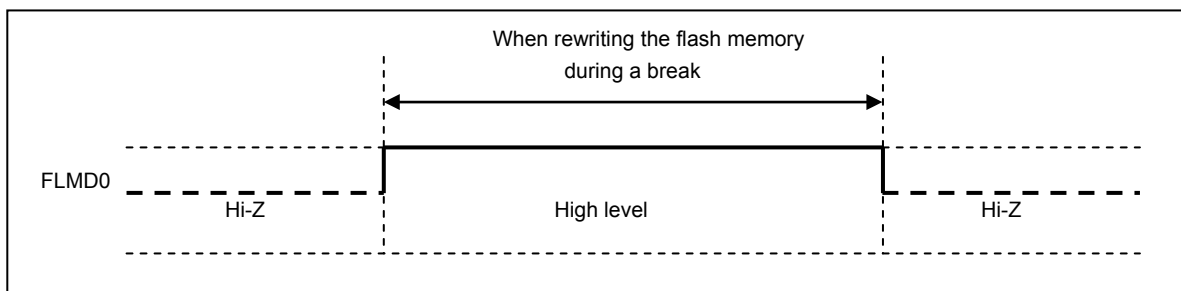 When rewriting the flash memory
during a break
FLMD0
Hi-Z
High level
Hi-Z